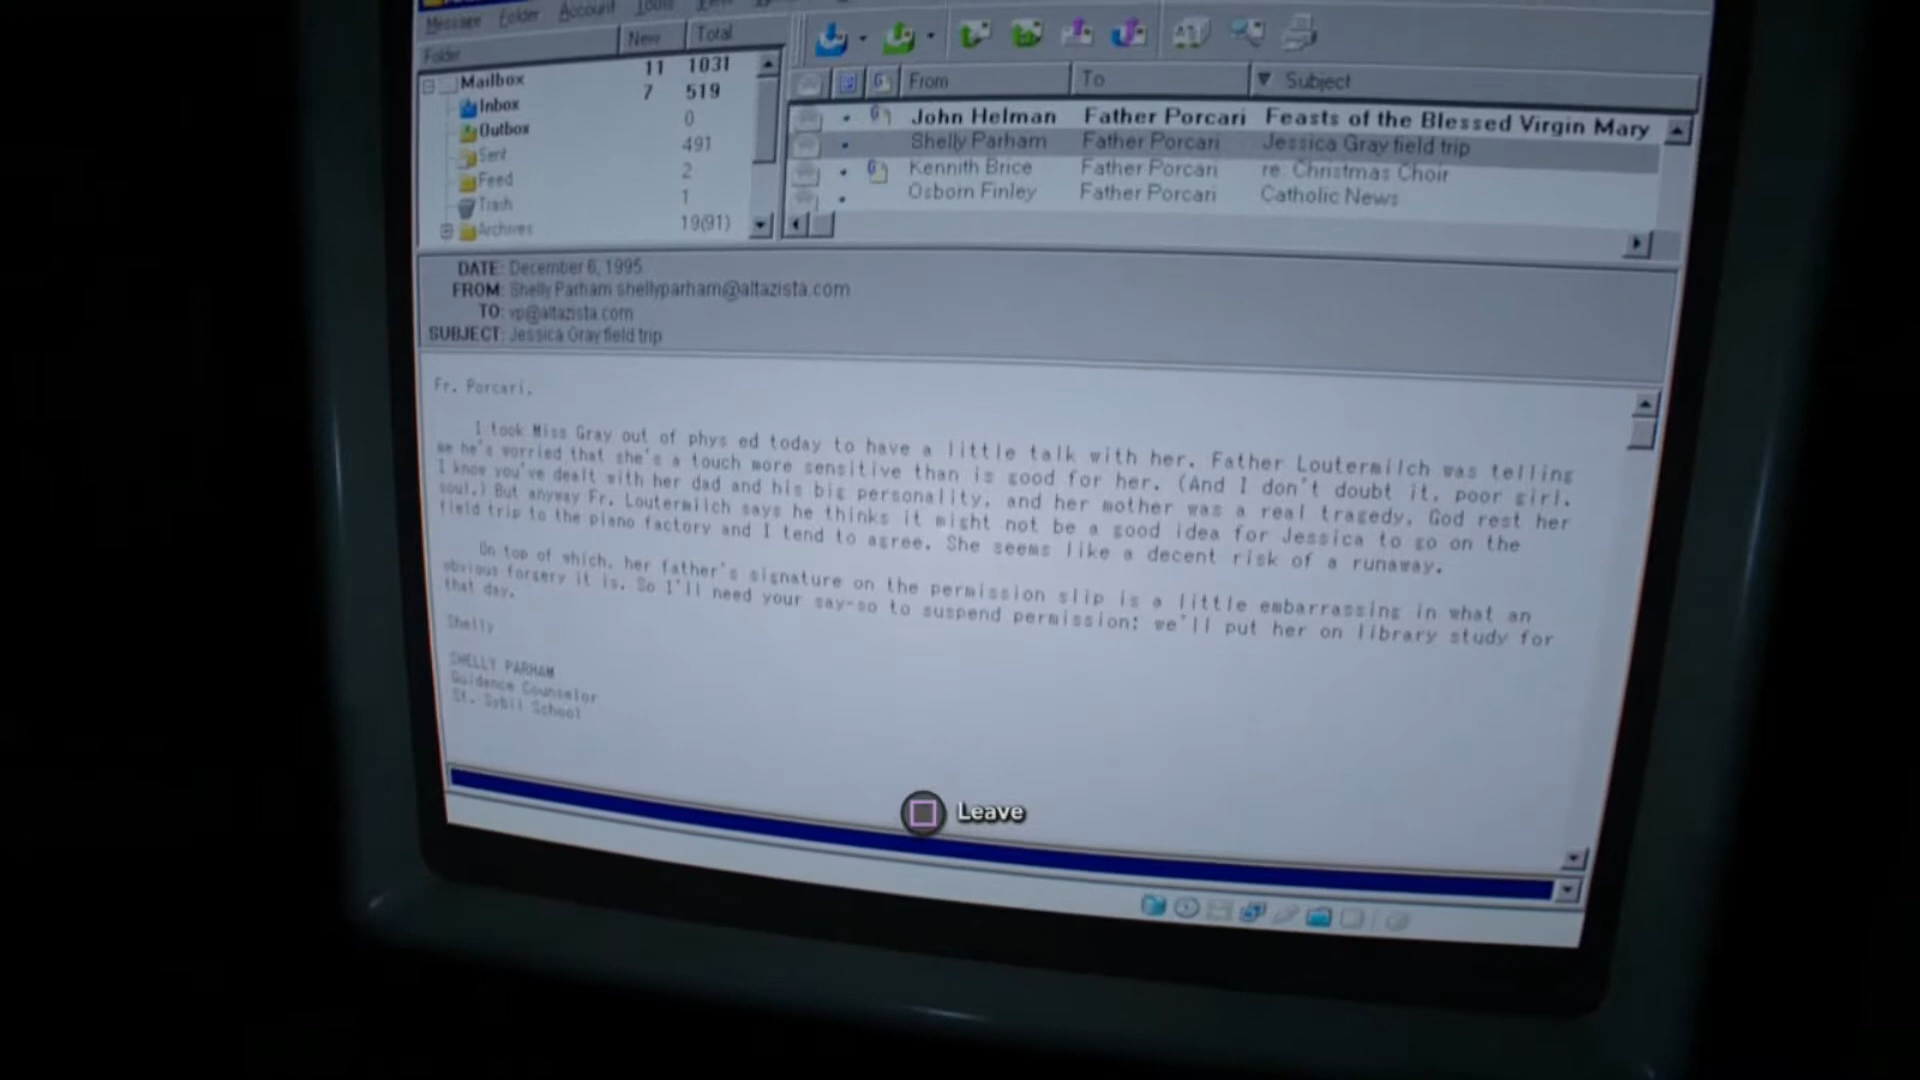 Message Folder Account Tools View
Folder New Total
Mailbox 11 1031
Inbox 7 519
Outbox 0
Sent 491
Feed 2
Trash 1
Archives 19(91)
From To Subject
John Helman Father Porcari Feasts of the Blessed Virgin Mary
Shelly Parham Father Porcari Jessica Gray field trip
Kennith Brice Father Porcari re: Christmas Choir
Osborn Finley Father Porcari Catholic News
DATE: December 6, 1995
FROM: Shelly Parham shellyparham@altazista.com
TO: vp@altazista.com
SUBJECT: Jessica Gray field trip
Fr. Porcari,
I took Miss Gray out of phys ed today to have a little talk with her. Father Loutermilch was telling
me he's worried that she's a touch more sensitive than is good for her. (And I don't doubt it, poor girl.
I know you've dealt with her dad and his big personality, and her mother was a real tragedy, God rest her
soul.) But anyway Fr. Loutermilch says he thinks it might not be a good idea for Jessica to go on the
field trip to the piano factory and I tend to agree. She seems like a decent risk of a runaway.
On top of which, her father's signature on the permission slip is a little embarrassing in what an
obvious forgery it is. So I'll need your say-so to suspend permission; we'll put her on library study for
that day.
Shelly
SHELLY PARHAM
Guidance Counselor
St. Sybil School
Leave